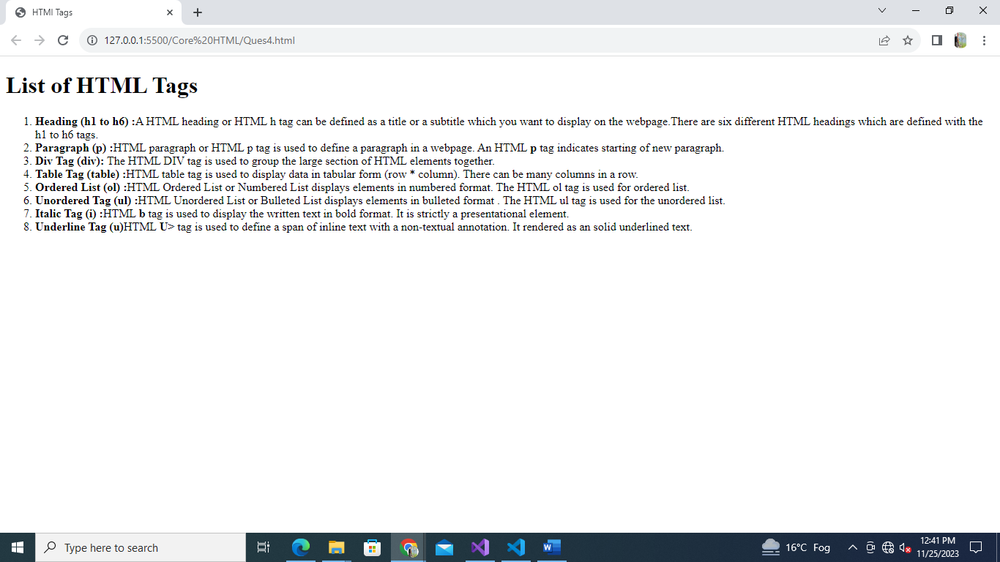 HTMl Tags
127.0.0.1:5500/Core%20HTML/Ques4.html
List of HTML Tags
1. Heading (h1 to h6) :A HTML heading or HTML h tag can be defined as a title or a subtitle which you want to display on the webpage.There are six different HTML headings which are defined with the
h1 to h6 tags.
2. Paragraph (p) :HTML paragraph or HTML p tag is used to define a paragraph in a webpage. An HTML p tag indicates starting of new paragraph.
3. Div Tag (div): The HTML DIV tag is used to group the large section of HTML elements together.
4. Table Tag (table) :HTML table tag is used to display data in tabular form (row * column). There can be many columns in a row.
5. Ordered List (ol) :HTML Ordered List or Numbered List displays elements in numbered format. The HTML ol tag is used for ordered list.
6. Unordered Tag (ul) :HTML Unordered List or Bulleted List displays elements in bulleted format . The HTML ul tag is used for the unordered list.
7. Italic Tag (i) :HTML b tag is used to display the written text in bold format. It is strictly a presentational element.
8. Underline Tag (u)HTML U> tag is used to define a span of inline text with a non-textual annotation. It rendered as an solid underlined text.
Type here to search
W
16°C Fog
12:41 PM
11/25/2023